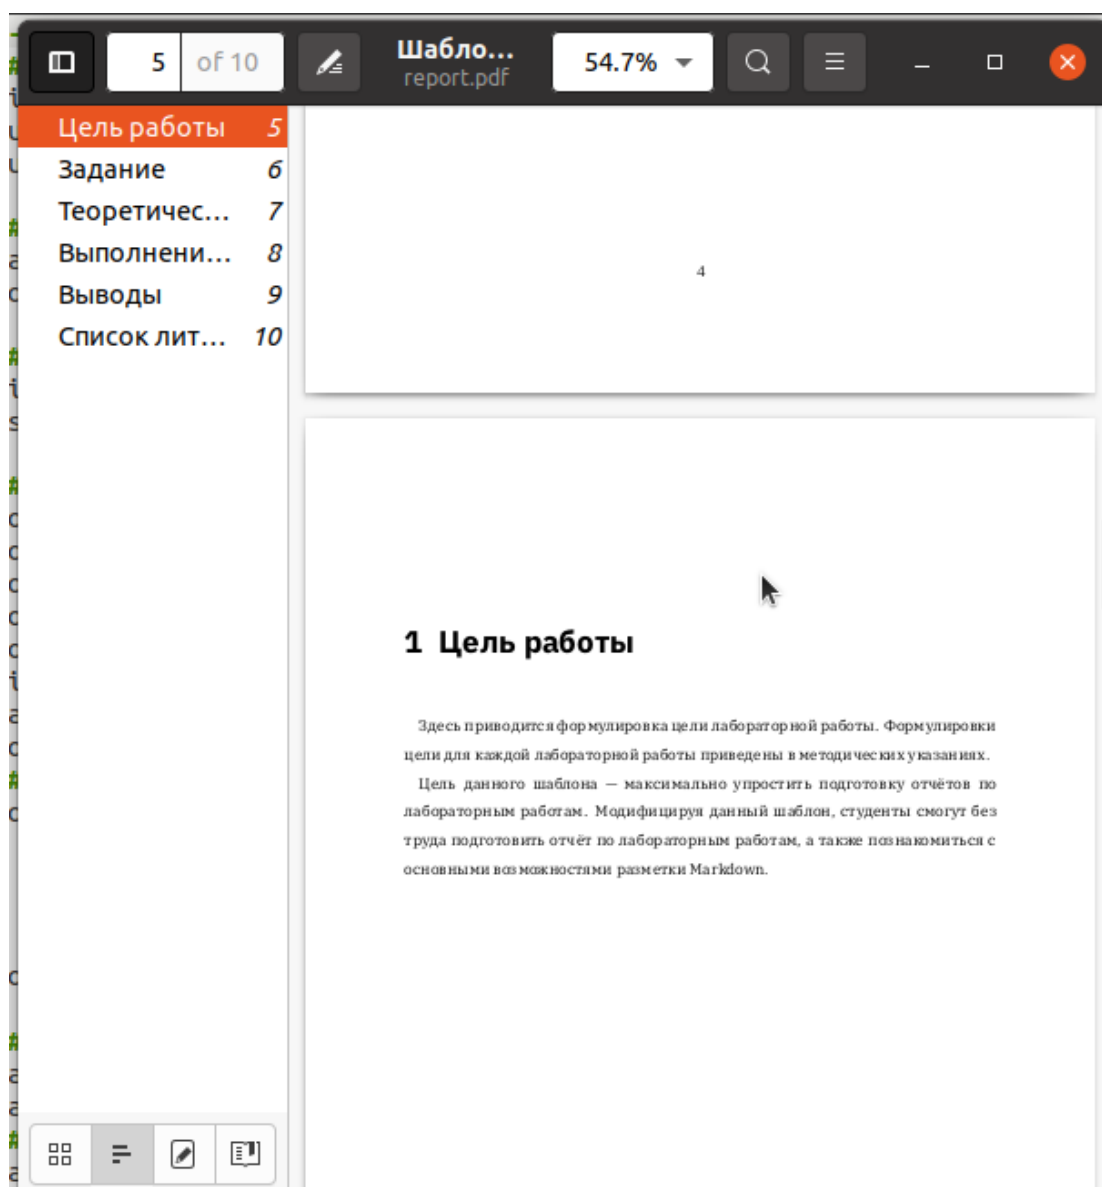 5 of 10
Шабло...
report.pdf
54.7%
Цель работы 5
Задание 6
Теоретичес... 7
Выполнени... 8
Выводы 9
Список лит... 10
4
1 Цель работы
Здесь приводится формулировка цели лабораторной работы. Формулировки
цели для каждой лабораторной работы приведены в методических указаниях.
Цель данного шаблона — максимально упростить подготовку отчётов по
лабораторным работам. Модифицируя данный шаблон, студенты смогут без
труда подготовить отчёт по лабораторным работам, а также познакомиться с
основными возможностями разметки Markdown.